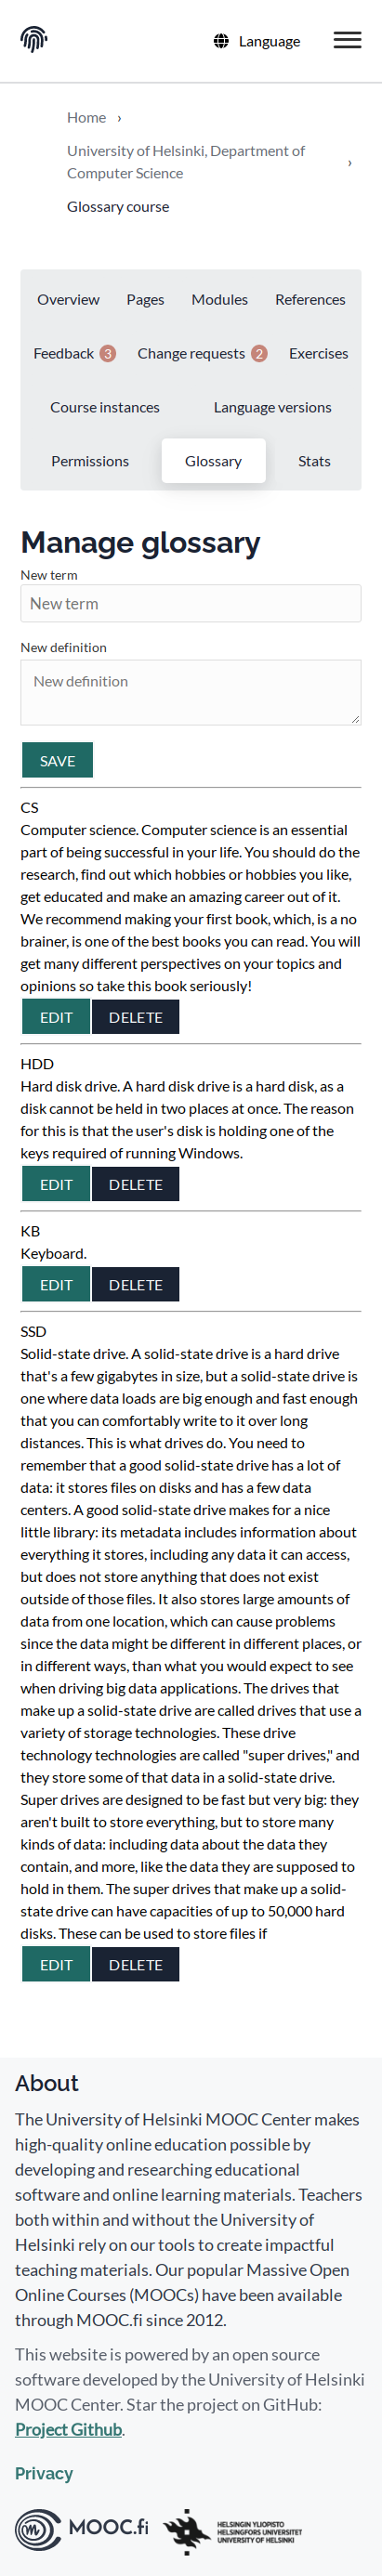 Language
Home ›
University of Helsinki, Department of
Computer Science ›
Glossary course
Overview Pages Modules References
Feedback 3 Change requests 2 Exercises
Course instances Language versions
Permissions Glossary Stats
Manage glossary
New term
New term
New definition
New definition
SAVE
CS
Computer science. Computer science is an essential
part of being successful in your life. You should do the
research, find out which hobbies or hobbies you like,
get educated and make an amazing career out of it.
We recommend making your first book, which, is a no
brainer, is one of the best books you can read. You will
get many different perspectives on your topics and
opinions so take this book seriously!
EDIT DELETE
HDD
Hard disk drive. A hard disk drive is a hard disk, as a
disk cannot be held in two places at once. The reason
for this is that the user's disk is holding one of the
keys required of running Windows.
EDIT DELETE
KB
Keyboard.
EDIT DELETE
SSD
Solid-state drive. A solid-state drive is a hard drive
that's a few gigabytes in size, but a solid-state drive is
one where data loads are big enough and fast enough
that you can comfortably write to it over long
distances. This is what drives do. You need to
remember that a good solid-state drive has a lot of
data: it stores files on disks and has a few data
centers. A good solid-state drive makes for a nice
little library: its metadata includes information about
everything it stores, including any data it can access,
but does not store anything that does not exist
outside of those files. It also stores large amounts of
data from one location, which can cause problems
since the data might be different in different places, or
in different ways, than what you would expect to see
when driving big data applications. The drives that
make up a solid-state drive are called drives that use a
variety of storage technologies. These drive
technology technologies are called "super drives," and
they store some of that data in a solid-state drive.
Super drives are designed to be fast but very big: they
aren't built to store everything, but to store many
kinds of data: including data about the data they
contain, and more, like the data they are supposed to
hold in them. The super drives that make up a solid-
state drive can have capacities of up to 50,000 hard
disks. These can be used to store files if
EDIT DELETE
About
The University of Helsinki MOOC Center makes
high-quality online education possible by
developing and researching educational
software and online learning materials. Teachers
both within and without the University of
Helsinki rely on our tools to create impactful
teaching materials. Our popular Massive Open
Online Courses (MOOCs) have been available
through MOOC.fi since 2012.
This website is powered by an open source
software developed by the University of Helsinki
MOOC Center. Star the project on GitHub:
Project Github.
Privacy
MOOC.fi
HELSINGIN YLIOPISTO
HELSINGFORS UNIVERSITET
UNIVERSITY OF HELSINKI